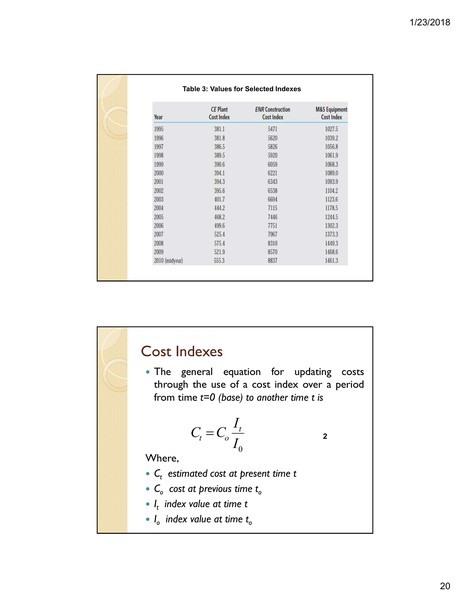 1/23/2018
Table 3: Values for Selected Indexes
Year CE Plant Cost Index ENR Construction Cost Index M&S Equipment Cost Index
1995 381.1 5471 1027.5
1996 381.8 5620 1039.2
1997 386.5 5826 1056.8
1998 389.5 5920 1061.9
1999 390.6 6059 1068.3
2000 394.1 6221 1089.0
2001 394.3 6343 1093.9
2002 395.6 6538 1104.2
2003 401.7 6694 1123.6
2004 444.2 7115 1178.5
2005 468.2 7446 1244.5
2006 499.6 7751 1302.3
2007 525.4 7967 1373.3
2008 575.4 8310 1449.3
2009 521.9 8570 1468.6
2010 (midyear) 555.3 8837 1461.3
Cost Indexes
• The general equation for updating costs
through the use of a cost index over a period
from time t=0 (base) to another time t is
C_t = C_o I_t / I_0 2
Where,
• C_t estimated cost at present time t
• C_o cost at previous time t_o
• I_t index value at time t
• I_o index value at time t_o
20